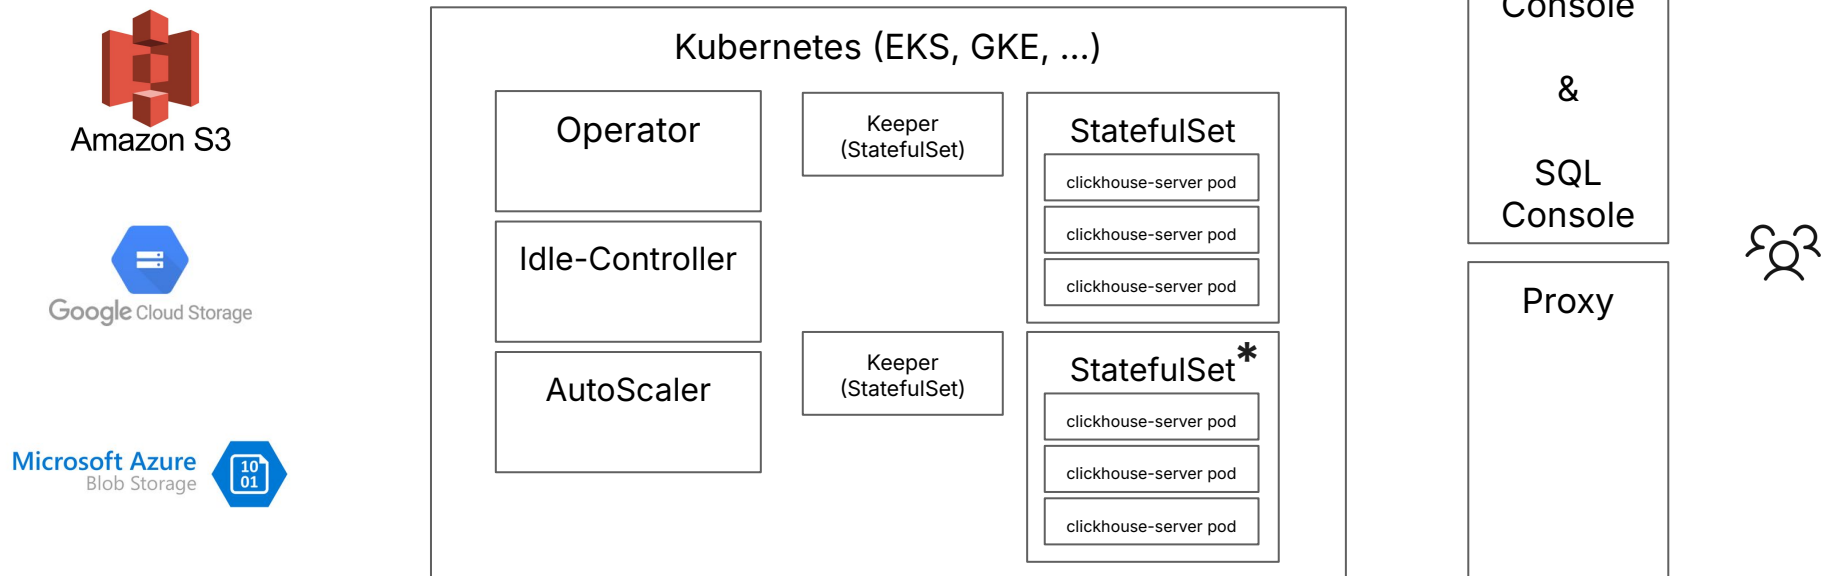 Amazon S3
Google Cloud Storage
Microsoft Azure
Blob Storage
10
01
Kubernetes (EKS, GKE, ...)
Operator
Idle-Controller
AutoScaler
Keeper
(StatefulSet)
Keeper
(StatefulSet)
StatefulSet
clickhouse-server pod
clickhouse-server pod
clickhouse-server pod
StatefulSet*
clickhouse-server pod
clickhouse-server pod
clickhouse-server pod
Console
&
SQL
Console
Proxy